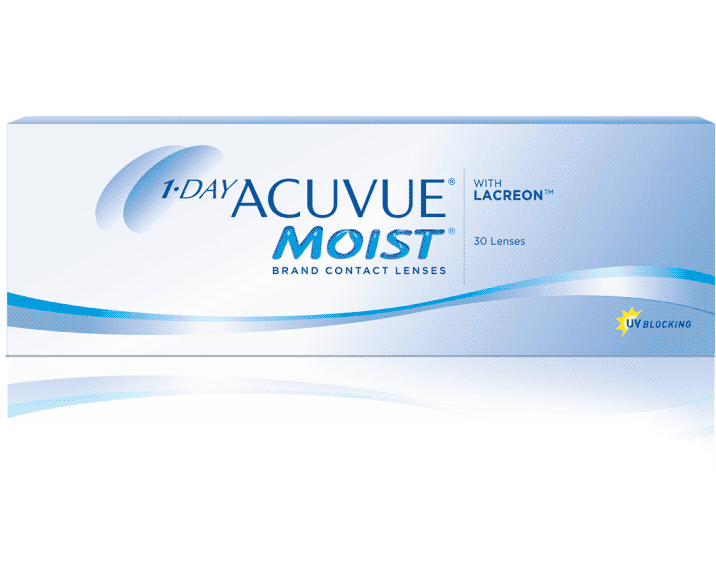 1·DAY ACUVUE®
MOIST®
BRAND CONTACT LENSES
WITH
LACREON™
30 Lenses
UV BLOCKING